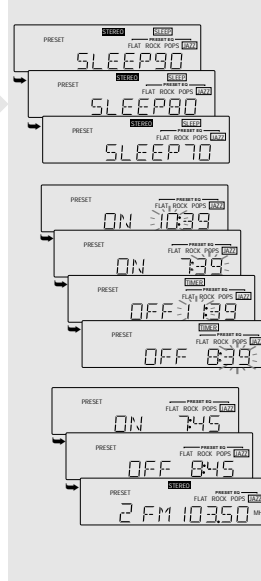 STEREO SLEEP
PRESET PRESET EQ
FLAT ROCK POPS JAZZ
SLEEP90
STEREO SLEEP
PRESET PRESET EQ
FLAT ROCK POPS JAZZ
SLEEP80
STEREO SLEEP
PRESET PRESET EQ
FLAT ROCK POPS JAZZ
SLEEP70
PRESET PRESET EQ
FLAT ROCK POPS JAZZ
ON 10:39
PRESET PRESET EQ
FLAT ROCK POPS JAZZ
ON 7:39
TIMER
PRESET PRESET EQ
FLAT ROCK POPS JAZZ
OFF 11:39
TIMER
PRESET PRESET EQ
FLAT ROCK POPS JAZZ
OFF 8:39
PRESET PRESET EQ
FLAT ROCK POPS JAZZ
ON 7:45
PRESET PRESET EQ
FLAT ROCK POPS JAZZ
OFF 8:45
STEREO
PRESET PRESET EQ
FLAT ROCK POPS JAZZ
2 FM 103.50 MH